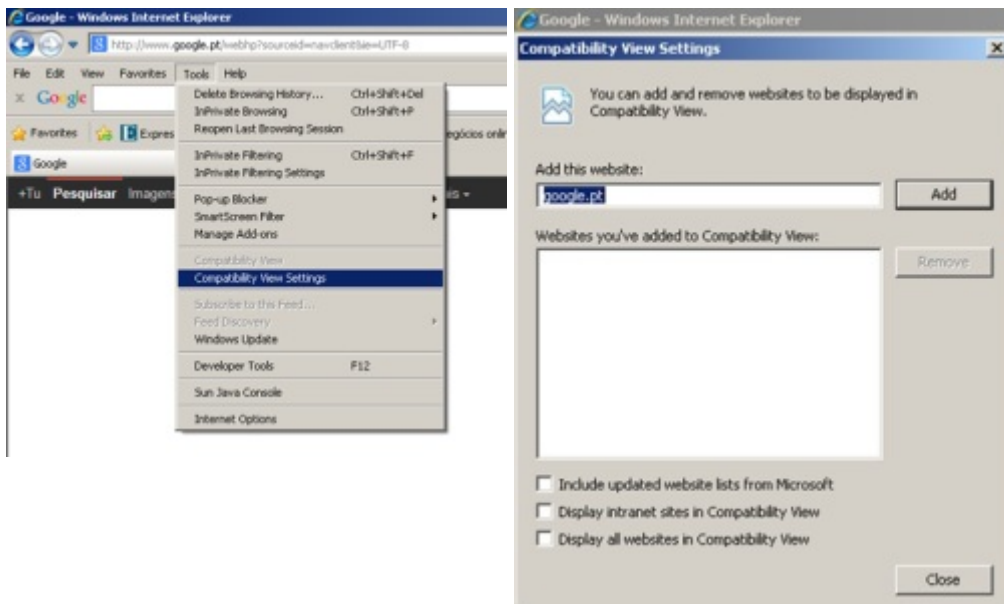 Google - Windows Internet Explorer
http://www.google.pt/webhp?sourceid=navclient&ie=UTF-8
File Edit View Favorites Tools Help
x Google
Favorites Expres egócios onlin
Google
+Tu Pesquisar Imagens is
Delete Browsing History... Ctrl+Shift+Del
InPrivate Browsing Ctrl+Shift+P
Reopen Last Browsing Session
InPrivate Filtering Ctrl+Shift+F
InPrivate Filtering Settings
Pop-up Blocker
SmartScreen Filter
Manage Add-ons
Compatibility View
Compatibility View Settings
Subscribe to this Feed...
Feed Discovery
Windows Update
Developer Tools F12
Sun Java Console
Internet Options
Google - Windows Internet Explorer
Compatibility View Settings
You can add and remove websites to be displayed in
Compatibility View.
Add this website:
google.pt Add
Websites you've added to Compatibility View:
Remove
Include updated website lists from Microsoft
Display intranet sites in Compatibility View
Display all websites in Compatibility View
Close